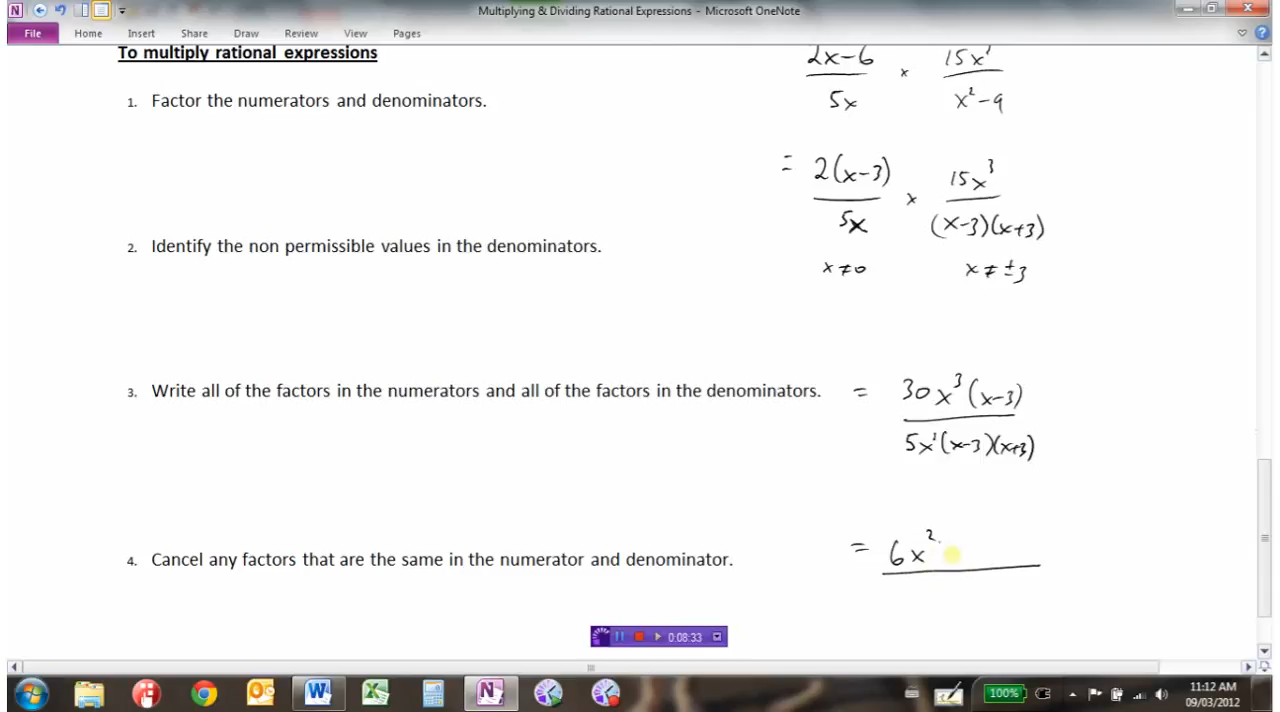 Multiplying & Dividing Rational Expressions - Microsoft OneNote
File Home Insert Share Draw Review View Pages
To multiply rational expressions
2x-6 / 5x × 15x³ / x²-9
1. Factor the numerators and denominators.
= 2(x-3) / 5x × 15x³ / (x-3)(x+3)
2. Identify the non permissible values in the denominators.
x≠0 x≠±3
3. Write all of the factors in the numerators and all of the factors in the denominators. = 30x³(x-3) / 5x¹(x-3)(x+3)
4. Cancel any factors that are the same in the numerator and denominator. = 6x²
0:08:33
100%
11:12 AM
09/03/2012